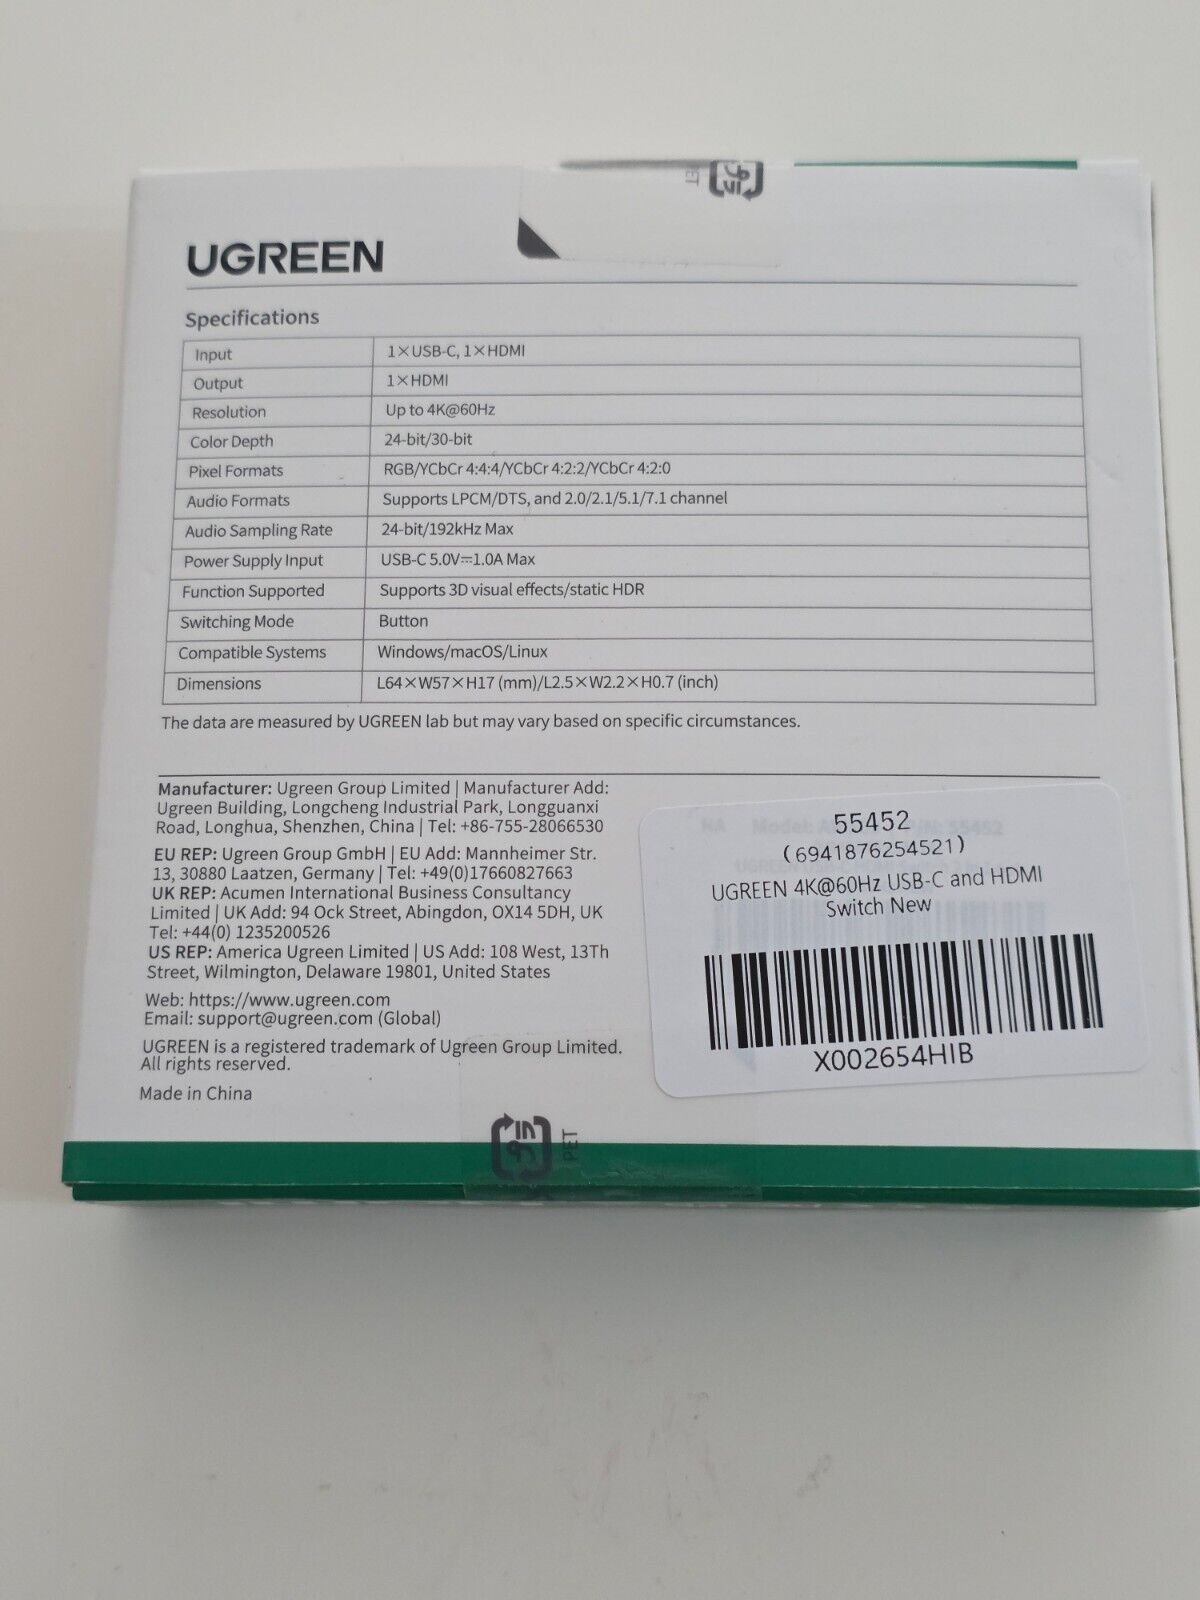 PET
UGREEN
Specifications
Input 1×USB-C, 1×HDMI
Output 1×HDMI
Resolution Up to 4K@60Hz
Color Depth 24-bit/30-bit
Pixel Formats RGB/YCbCr 4:4:4/YCbCr 4:2:2/YCbCr 4:2:0
Audio Formats Supports LPCM/DTS, and 2.0/2.1/5.1/7.1 channel
Audio Sampling Rate 24-bit/192kHz Max
Power Supply Input USB-C 5.0V⎓1.0A Max
Function Supported Supports 3D visual effects/static HDR
Switching Mode Button
Compatible Systems Windows/macOS/Linux
Dimensions L64×W57×H17 (mm)/L2.5×W2.2×H0.7 (inch)
The data are measured by UGREEN lab but may vary based on specific circumstances.
Manufacturer: Ugreen Group Limited | Manufacturer Add:
Ugreen Building, Longcheng Industrial Park, Longguanxi
Road, Longhua, Shenzhen, China | Tel: +86-755-28066530
EU REP: Ugreen Group GmbH | EU Add: Mannheimer Str.
13, 30880 Laatzen, Germany | Tel: +49(0)17660827663
UK REP: Acumen International Business Consultancy
Limited | UK Add: 94 Ock Street, Abingdon, OX14 5DH, UK
Tel: +44(0) 1235200526
US REP: America Ugreen Limited | US Add: 108 West, 13Th
Street, Wilmington, Delaware 19801, United States
Web: https://www.ugreen.com
Email: support@ugreen.com (Global)
UGREEN is a registered trademark of Ugreen Group Limited.
All rights reserved.
Made in China
55452
(6941876254521)
UGREEN 4K@60Hz USB-C and HDMI
Switch New
X002654HIB
PET